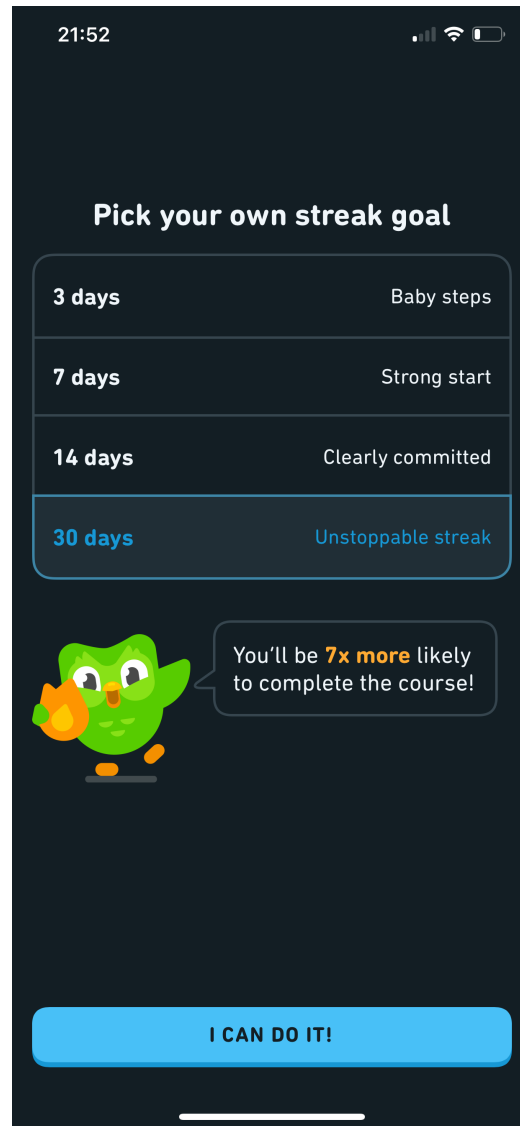 21:52
Pick your own streak goal
3 days Baby steps
7 days Strong start
14 days Clearly committed
30 days Unstoppable streak
You'll be 7x more likely
to complete the course!
I CAN DO IT!